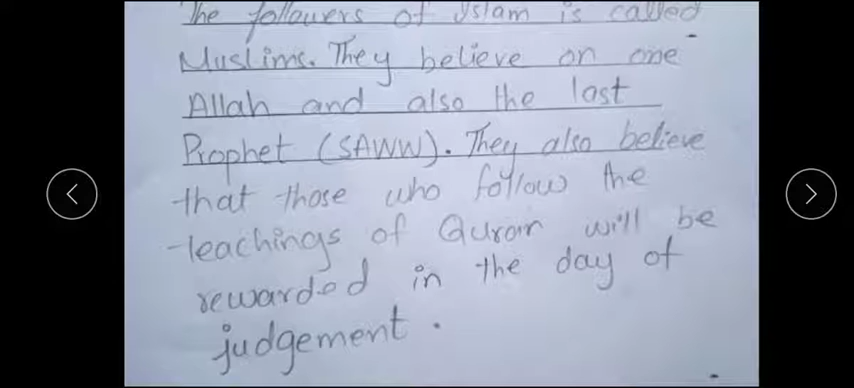 The followers of Islam is called
Muslims. They believe on one
Allah and also the last
Prophet (SAWW). They also believe
that those who follow the
teachings of Quran will be
rewarded in the day of
judgement.